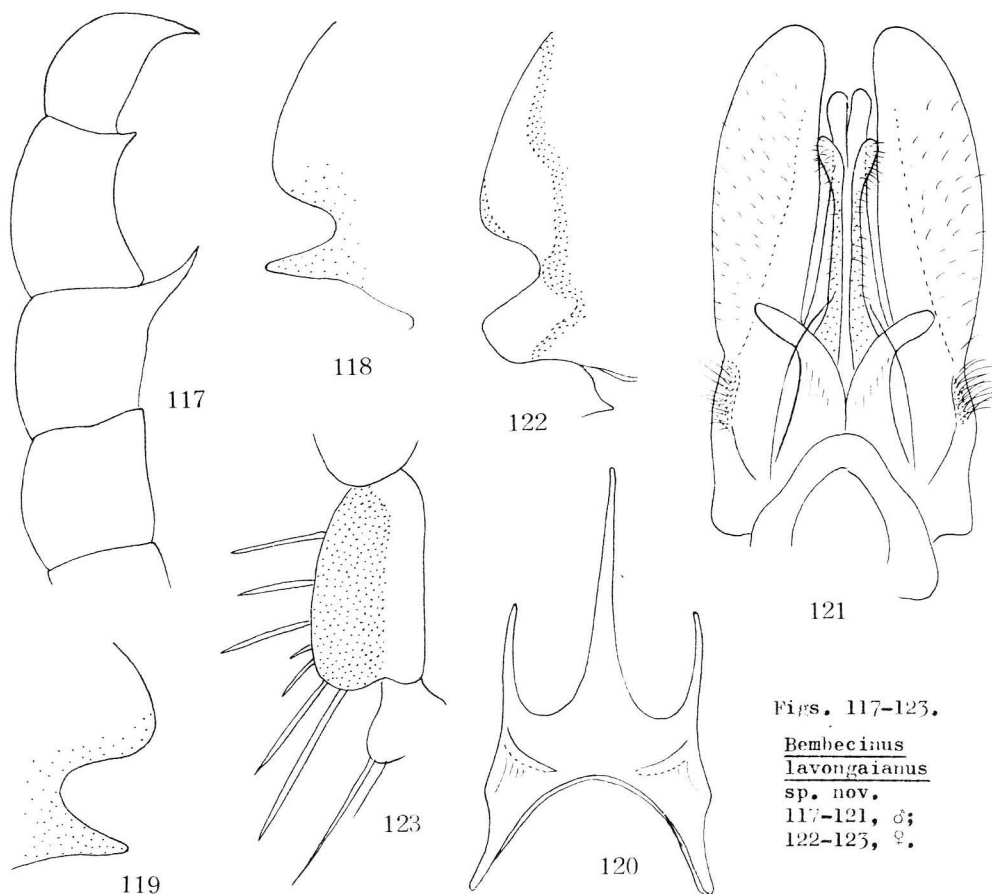 117
118
122
121
123
120
119
Figs. 117-123.
Bembecinus
lavongaianus
sp. nov.
117-121, ♂;
122-123, ♀.